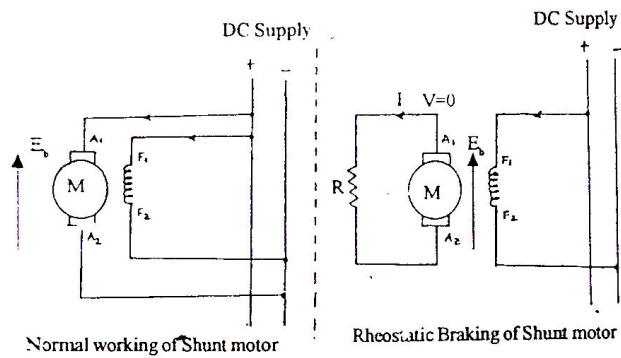 DC Supply
+ −
A₁
E_b
F₁
M
F₂
A₂
Normal working of Shunt motor
DC Supply
+ −
I V=0
A₁
E_b
F₁
R
M
F₂
A₂
Rheostatic Braking of Shunt motor